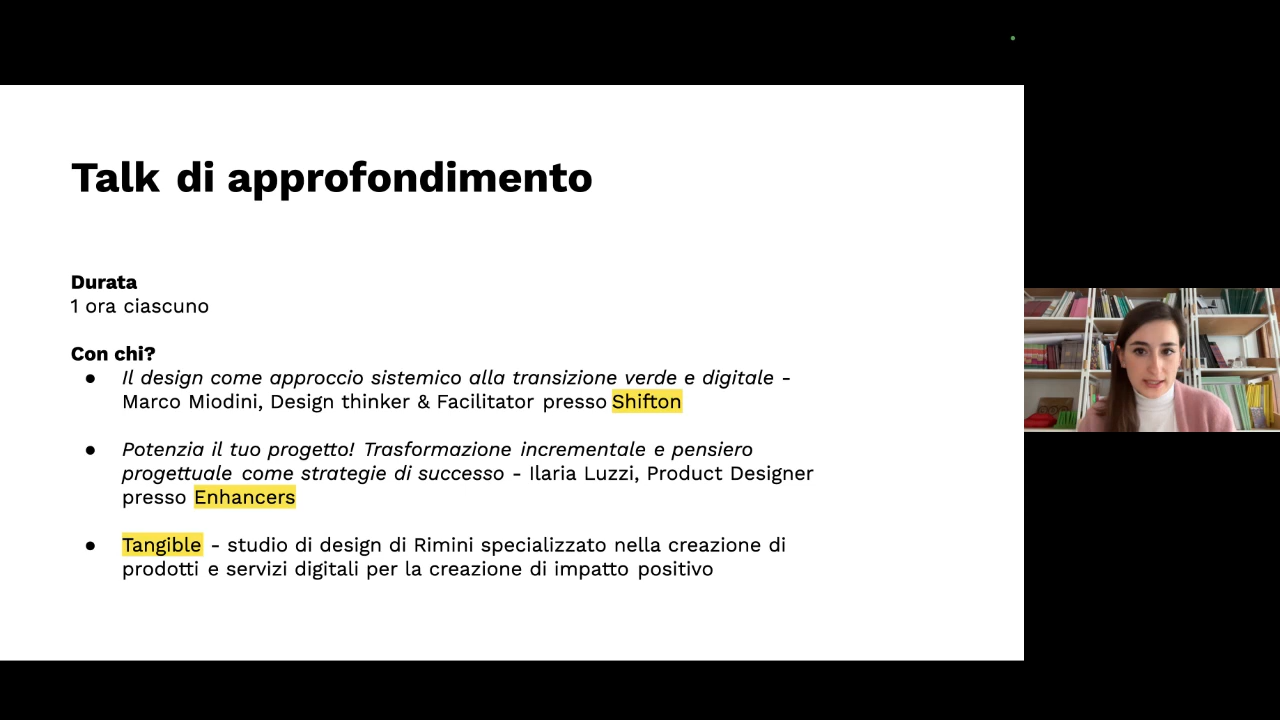 Talk di approfondimento
Durata
1 ora ciascuno
Con chi?
● Il design come approccio sistemico alla transizione verde e digitale -
Marco Miodini, Design thinker & Facilitator presso Shifton
● Potenzia il tuo progetto! Trasformazione incrementale e pensiero
progettuale come strategie di successo - Ilaria Luzzi, Product Designer
presso Enhancers
● Tangible - studio di design di Rimini specializzato nella creazione di
prodotti e servizi digitali per la creazione di impatto positivo